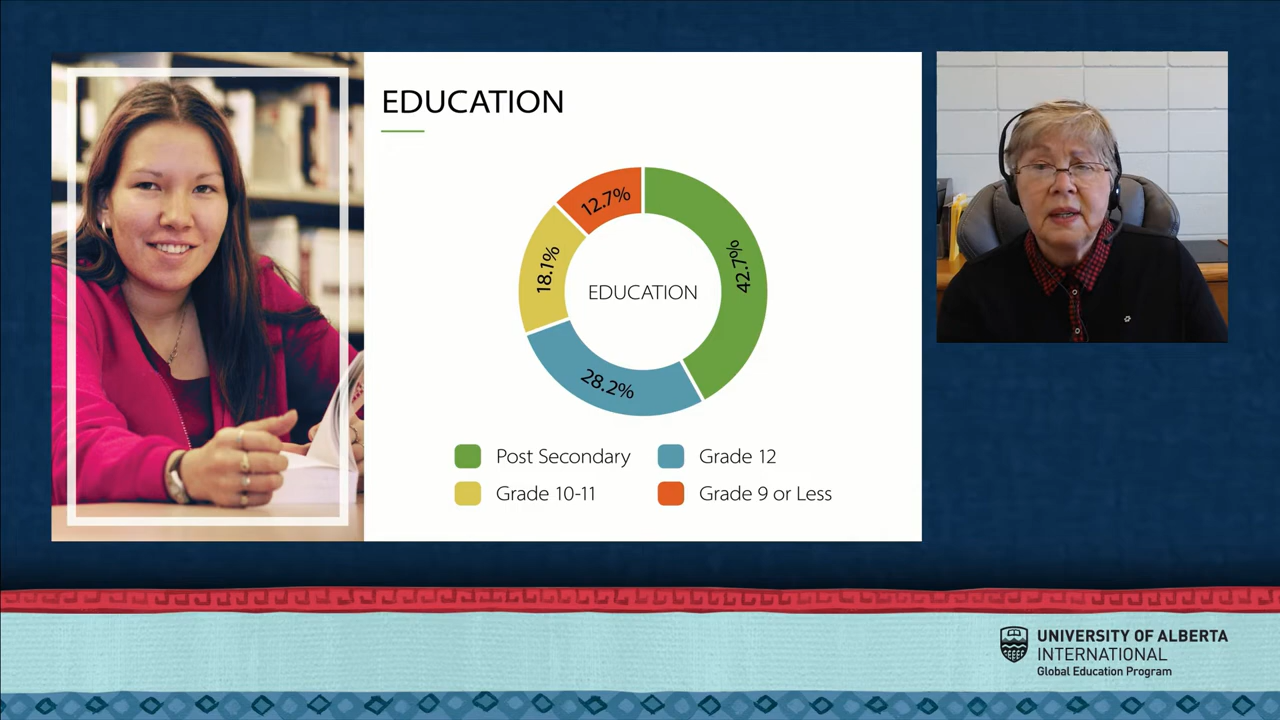 EDUCATION
12.7%
42.7%
18.1%
EDUCATION
28.2%
Post Secondary
Grade 12
Grade 10-11
Grade 9 or Less
UNIVERSITY OF ALBERTA
INTERNATIONAL
Global Education Program